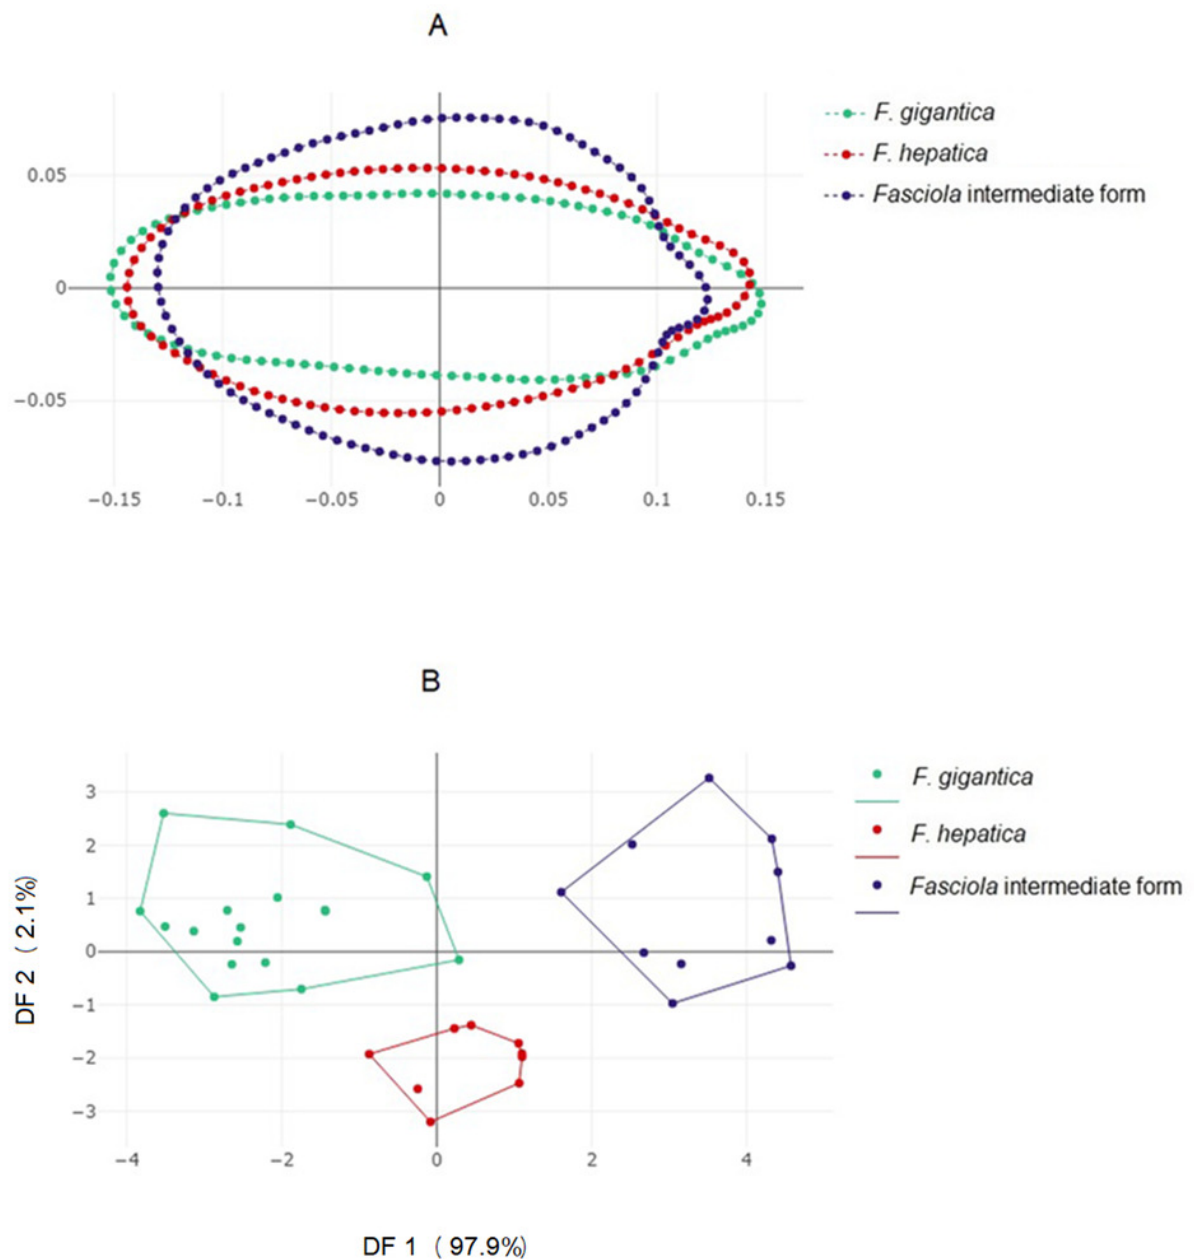 A
F. gigantica
F. hepatica
Fasciola intermediate form
0.05
0
−0.05
−0.15 −0.1 −0.05 0 0.05 0.1 0.15
B
F. gigantica
F. hepatica
Fasciola intermediate form
3
2
1
0
−1
−2
−3
DF 2 ( 2.1%)
−4 −2 0 2 4
DF 1 ( 97.9%)